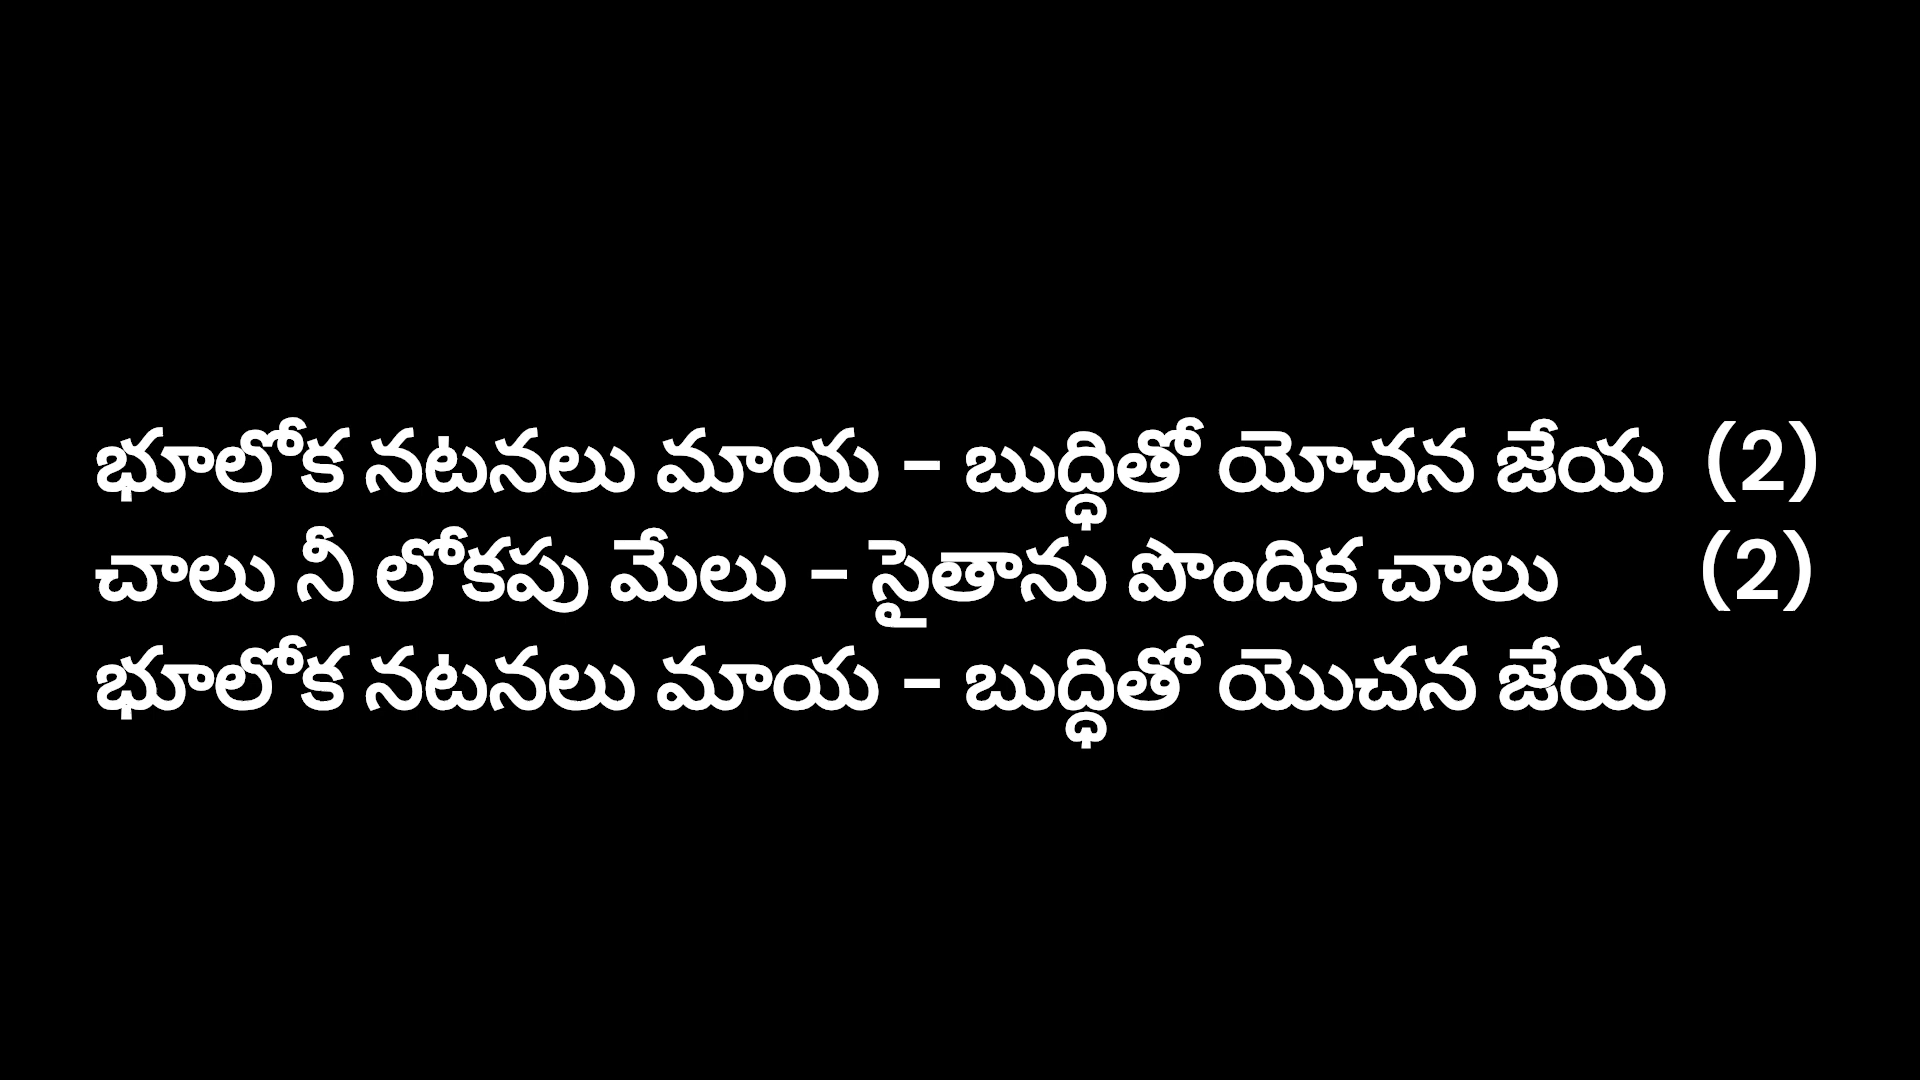 భూలోక నటనలు మాయ - బుద్ధితో యోచన జేయ (2)
చాలు నీ లోకపు మేలు - సైతాను పొందిక చాలు (2)
భూలోక నటనలు మాయ - బుద్ధితో యొచన జేయ